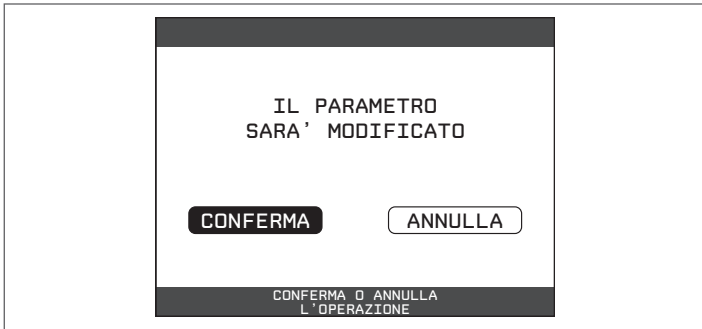 IL PARAMETRO
SARA' MODIFICATO
CONFERMA
ANNULLA
CONFERMA O ANNULLA
L'OPERAZIONE